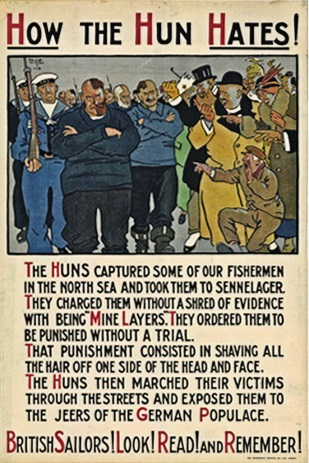 HOW THE HUN HATES!
THE HUNS CAPTURED SOME OF OUR FISHERMEN
IN THE NORTH SEA AND TOOK THEM TO SENNELAGER.
THEY CHARGED THEM WITHOUT A SHRED OF EVIDENCE
WITH BEING "MINE LAYERS". THEY ORDERED THEM TO
BE PUNISHED WITHOUT A TRIAL.
THAT PUNISHMENT CONSISTED IN SHAVING ALL
THE HAIR OFF ONE SIDE OF THE HEAD AND FACE.
THE HUNS THEN MARCHED THEIR VICTIMS
THROUGH THE STREETS AND EXPOSED THEM TO
THE JEERS OF THE GERMAN POPULACE.
BRITISH SAILORS! LOOK! READ! AND REMEMBER!